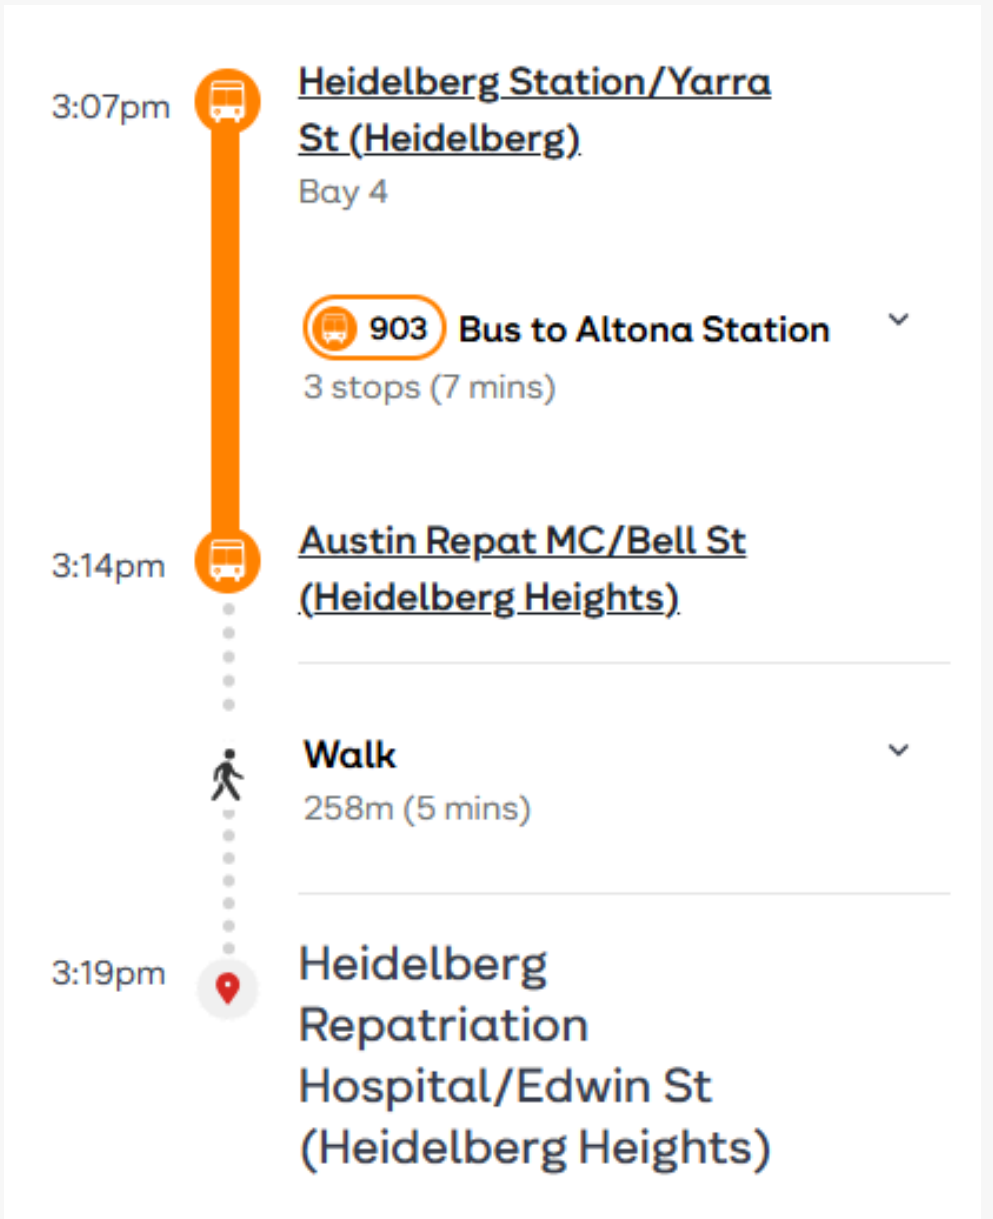 3:07pm
Heidelberg Station/Yarra
St (Heidelberg)
Bay 4
903 Bus to Altona Station
3 stops (7 mins)
3:14pm
Austin Repat MC/Bell St
(Heidelberg Heights)
Walk
258m (5 mins)
3:19pm
Heidelberg
Repatriation
Hospital/Edwin St
(Heidelberg Heights)